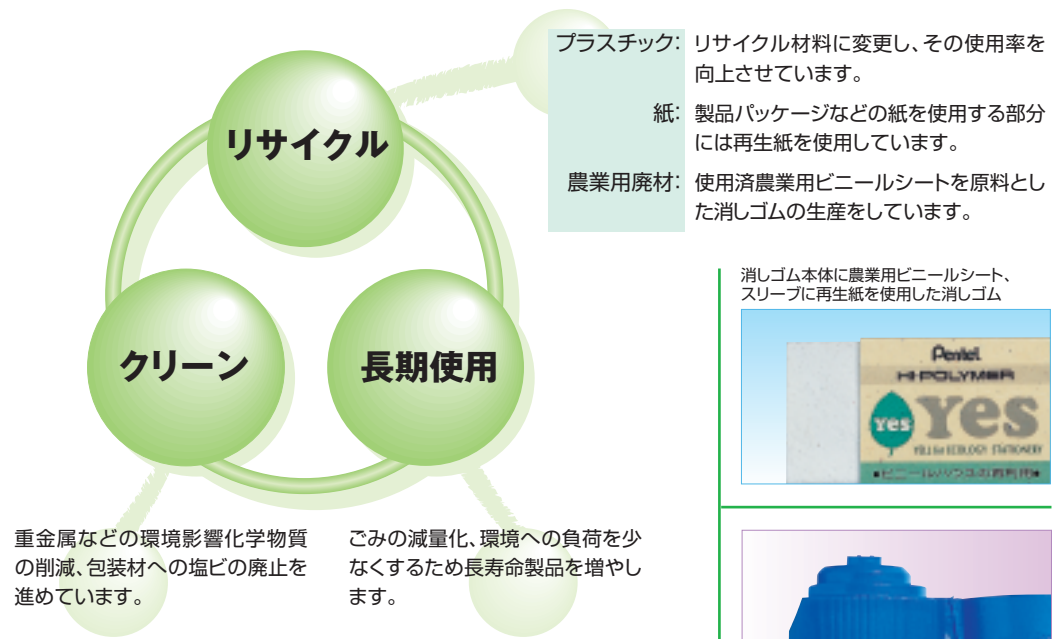 リサイクル
クリーン
長期使用
プラスチック: リサイクル材料に変更し、その使用率を
向上させています。
紙: 製品パッケージなどの紙を使用する部分
には再生紙を使用しています。
農業用廃材: 使用済農業用ビニールシートを原料とし
た消しゴムの生産をしています。
重金属などの環境影響化学物質
の削減、包装材への塩ビの廃止を
進めています。
ごみの減量化、環境への負荷を少
なくするため長寿命製品を増やし
ます。
消しゴム本体に農業用ビニールシート、
スリーブに再生紙を使用した消しゴム
Pentel
HI-POLYMER
Yes
Yes
ECOLOGY STATIONERY